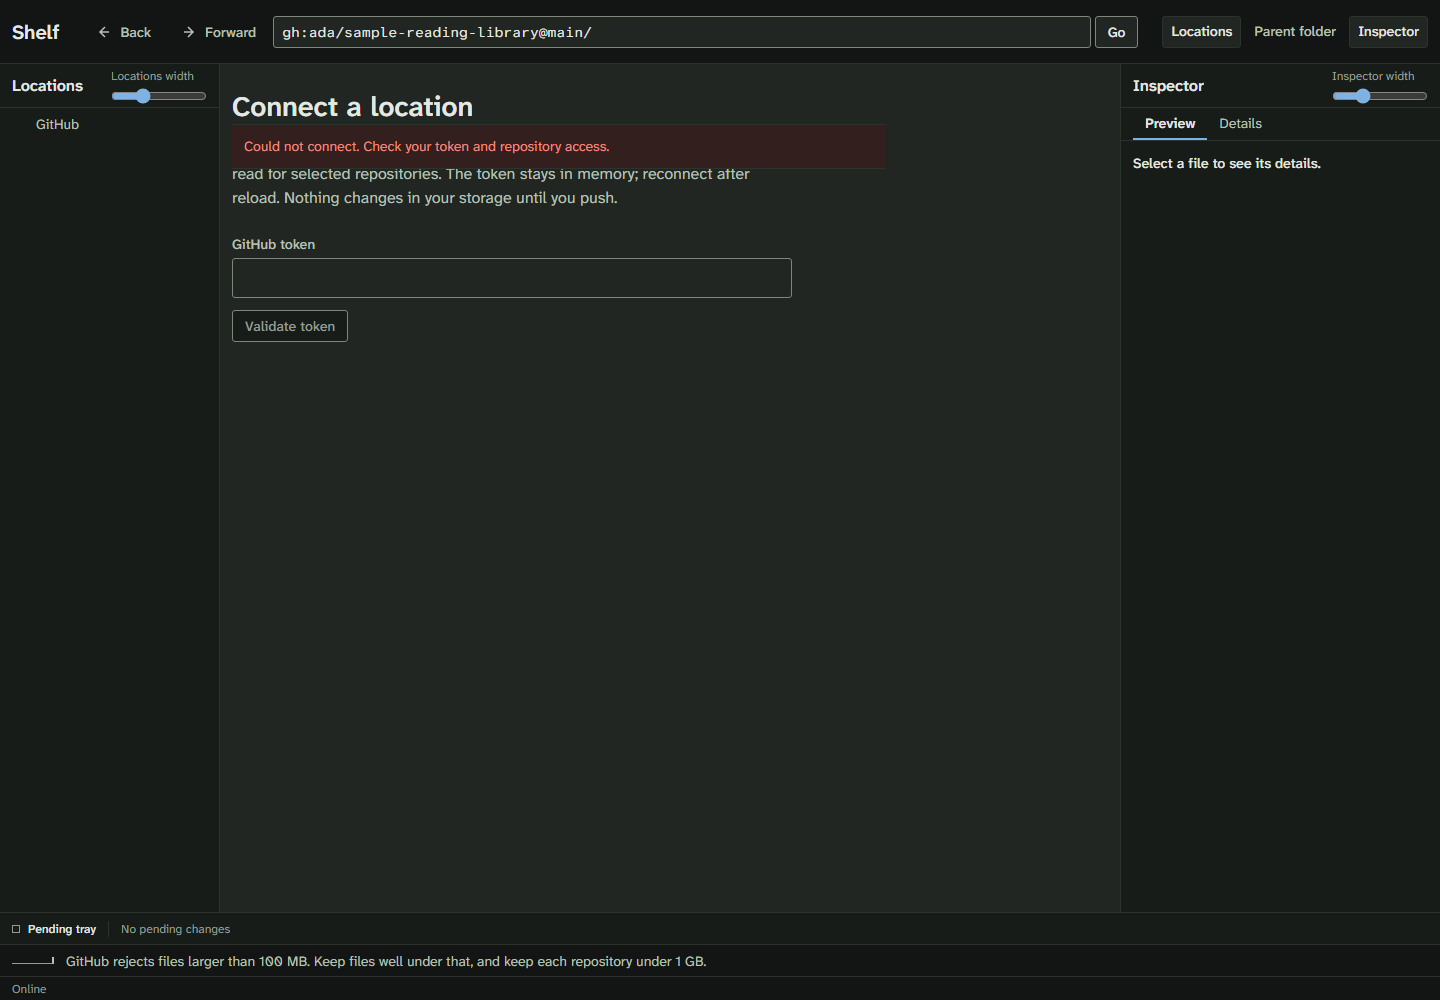 Shelf
Back
Forward
gh:ada/sample-reading-library@main/
Go
Locations
Parent folder
Inspector
Locations
Locations width
GitHub
Connect a location
Could not connect. Check your token and repository access.
read for selected repositories. The token stays in memory; reconnect after
reload. Nothing changes in your storage until you push.
GitHub token
Validate token
Inspector
Inspector width
Preview
Details
Select a file to see its details.
Pending tray
No pending changes
GitHub rejects files larger than 100 MB. Keep files well under that, and keep each repository under 1 GB.
Online